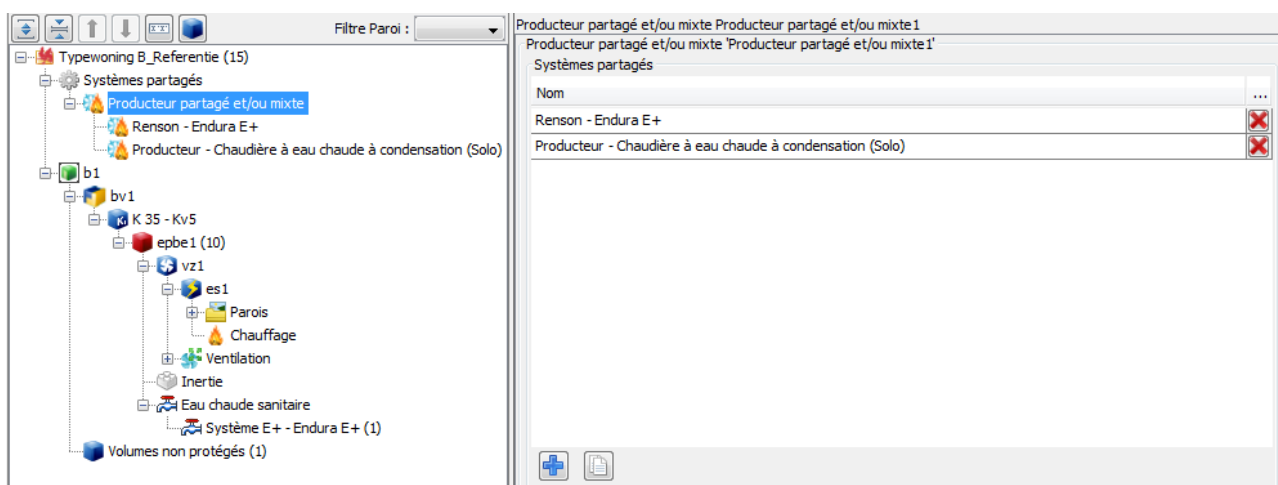 Filtre Paroi :
Typewoning B_Referentie (15)
Systèmes partagés
Producteur partagé et/ou mixte
Renson - Endura E+
Producteur - Chaudière à eau chaude à condensation (Solo)
b1
bv1
K 35 - Kv5
epbe1 (10)
vz1
es1
Parois
Chauffage
Ventilation
Inertie
Eau chaude sanitaire
Système E+ - Endura E+ (1)
Volumes non protégés (1)
Producteur partagé et/ou mixte Producteur partagé et/ou mixte1
Producteur partagé et/ou mixte 'Producteur partagé et/ou mixte1'
Systèmes partagés
Nom ...
Renson - Endura E+
Producteur - Chaudière à eau chaude à condensation (Solo)